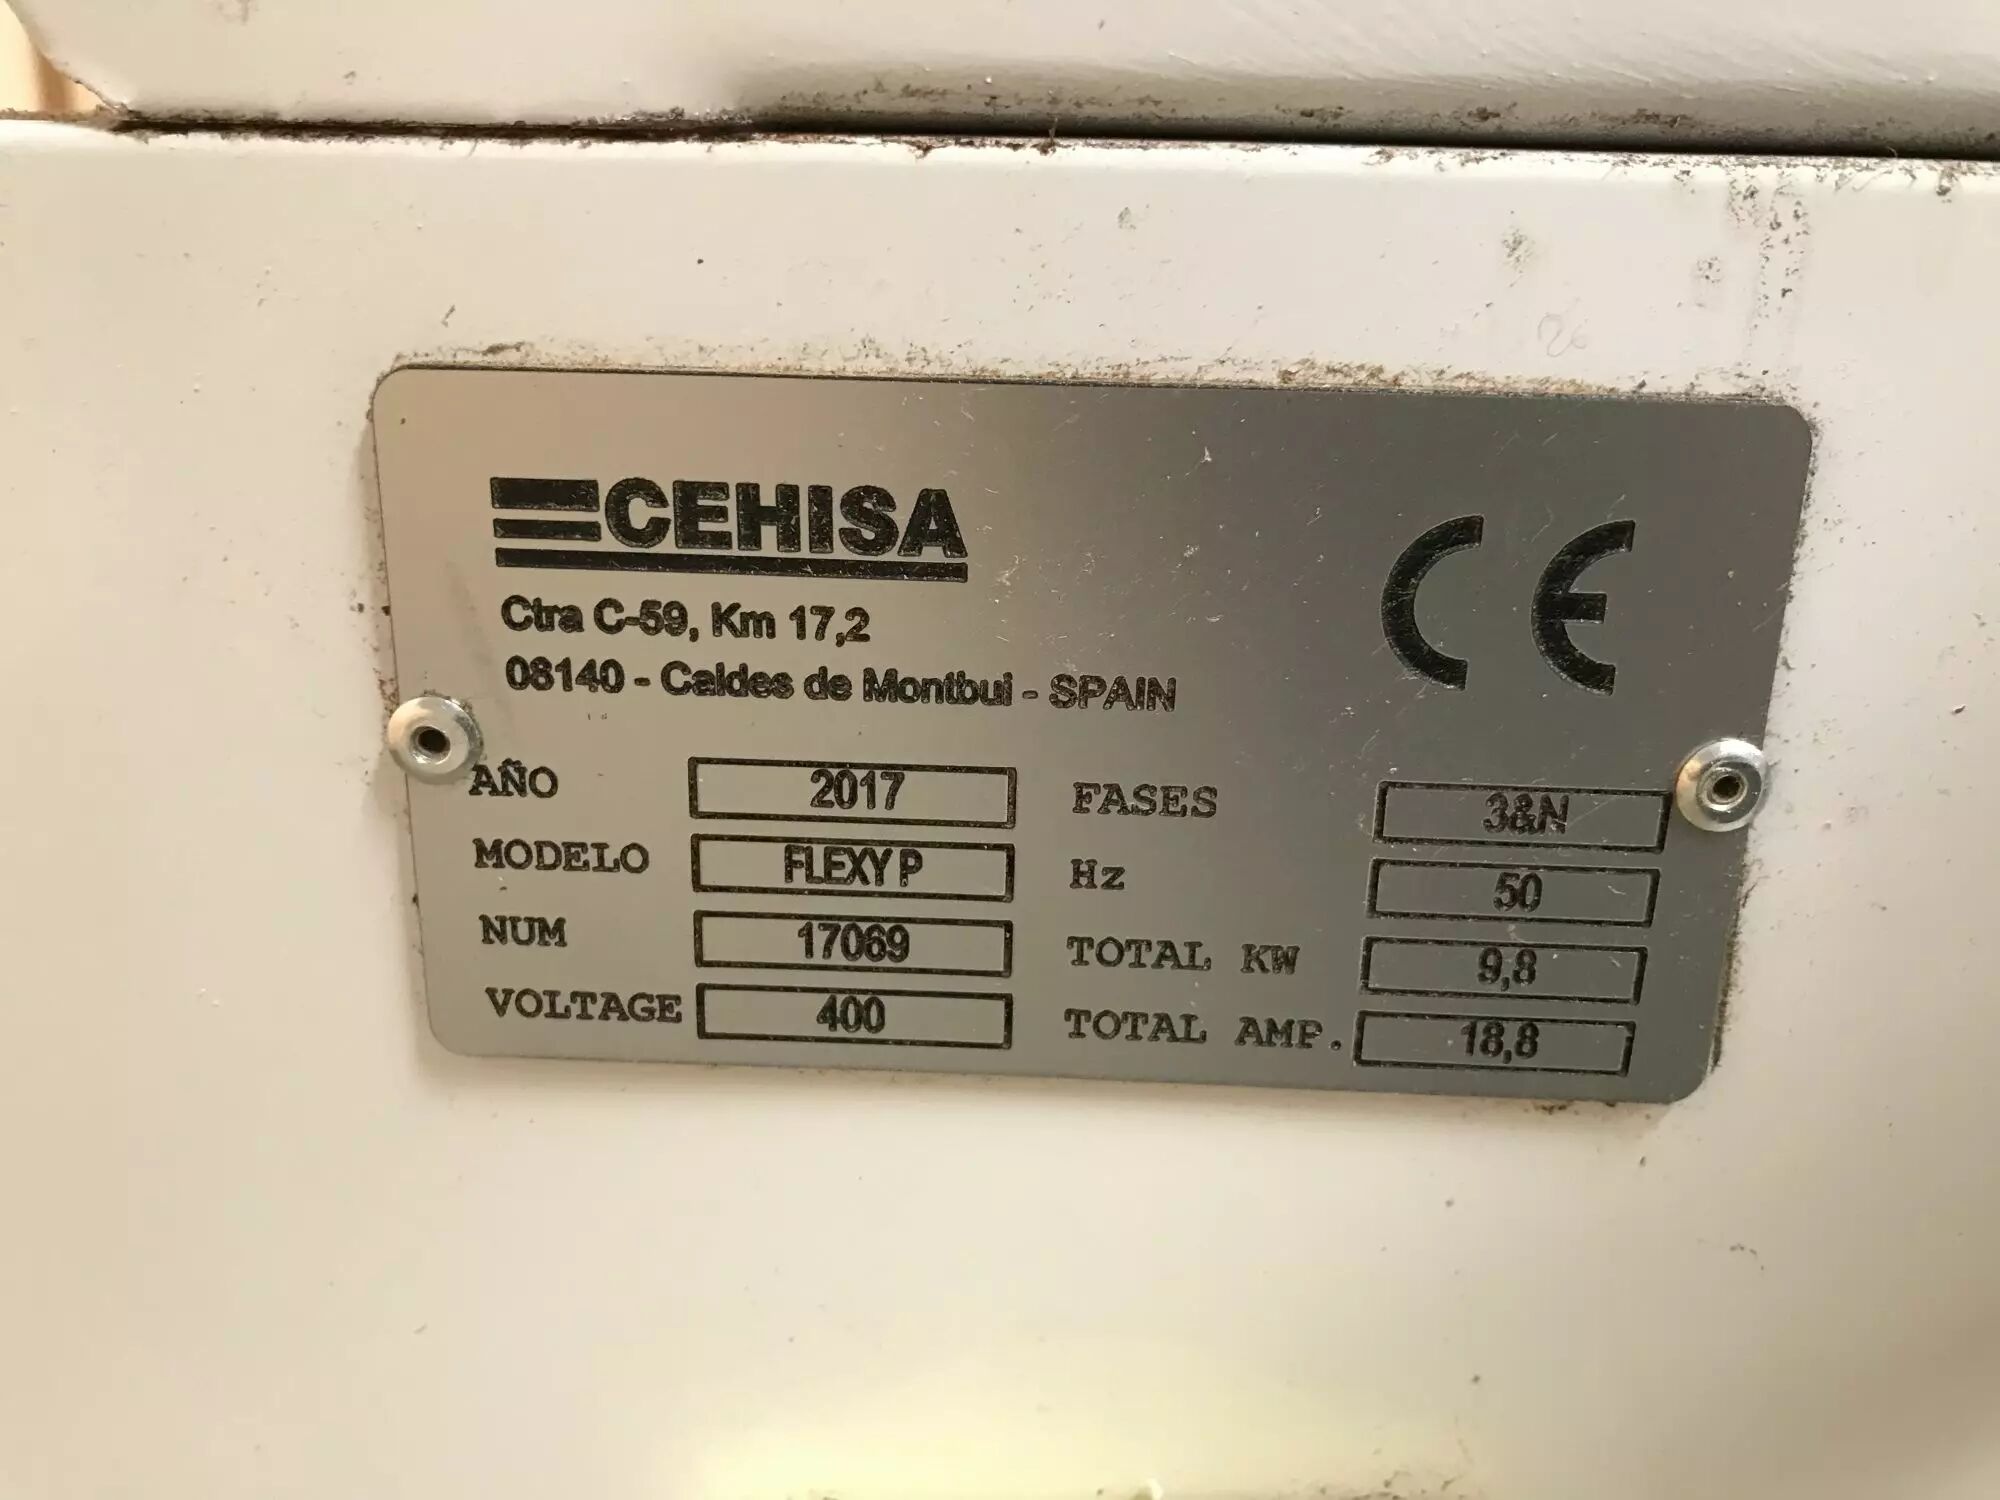 CEHISA
Ctra C-59, Km 17,2
08140 - Caldes de Montbui - SPAIN
CE
AÑO 2017 FASES 3&N
MODELO FLEXY P Hz 50
NUM 17069 TOTAL KW 9,8
VOLTAGE 400 TOTAL AMP. 18,8